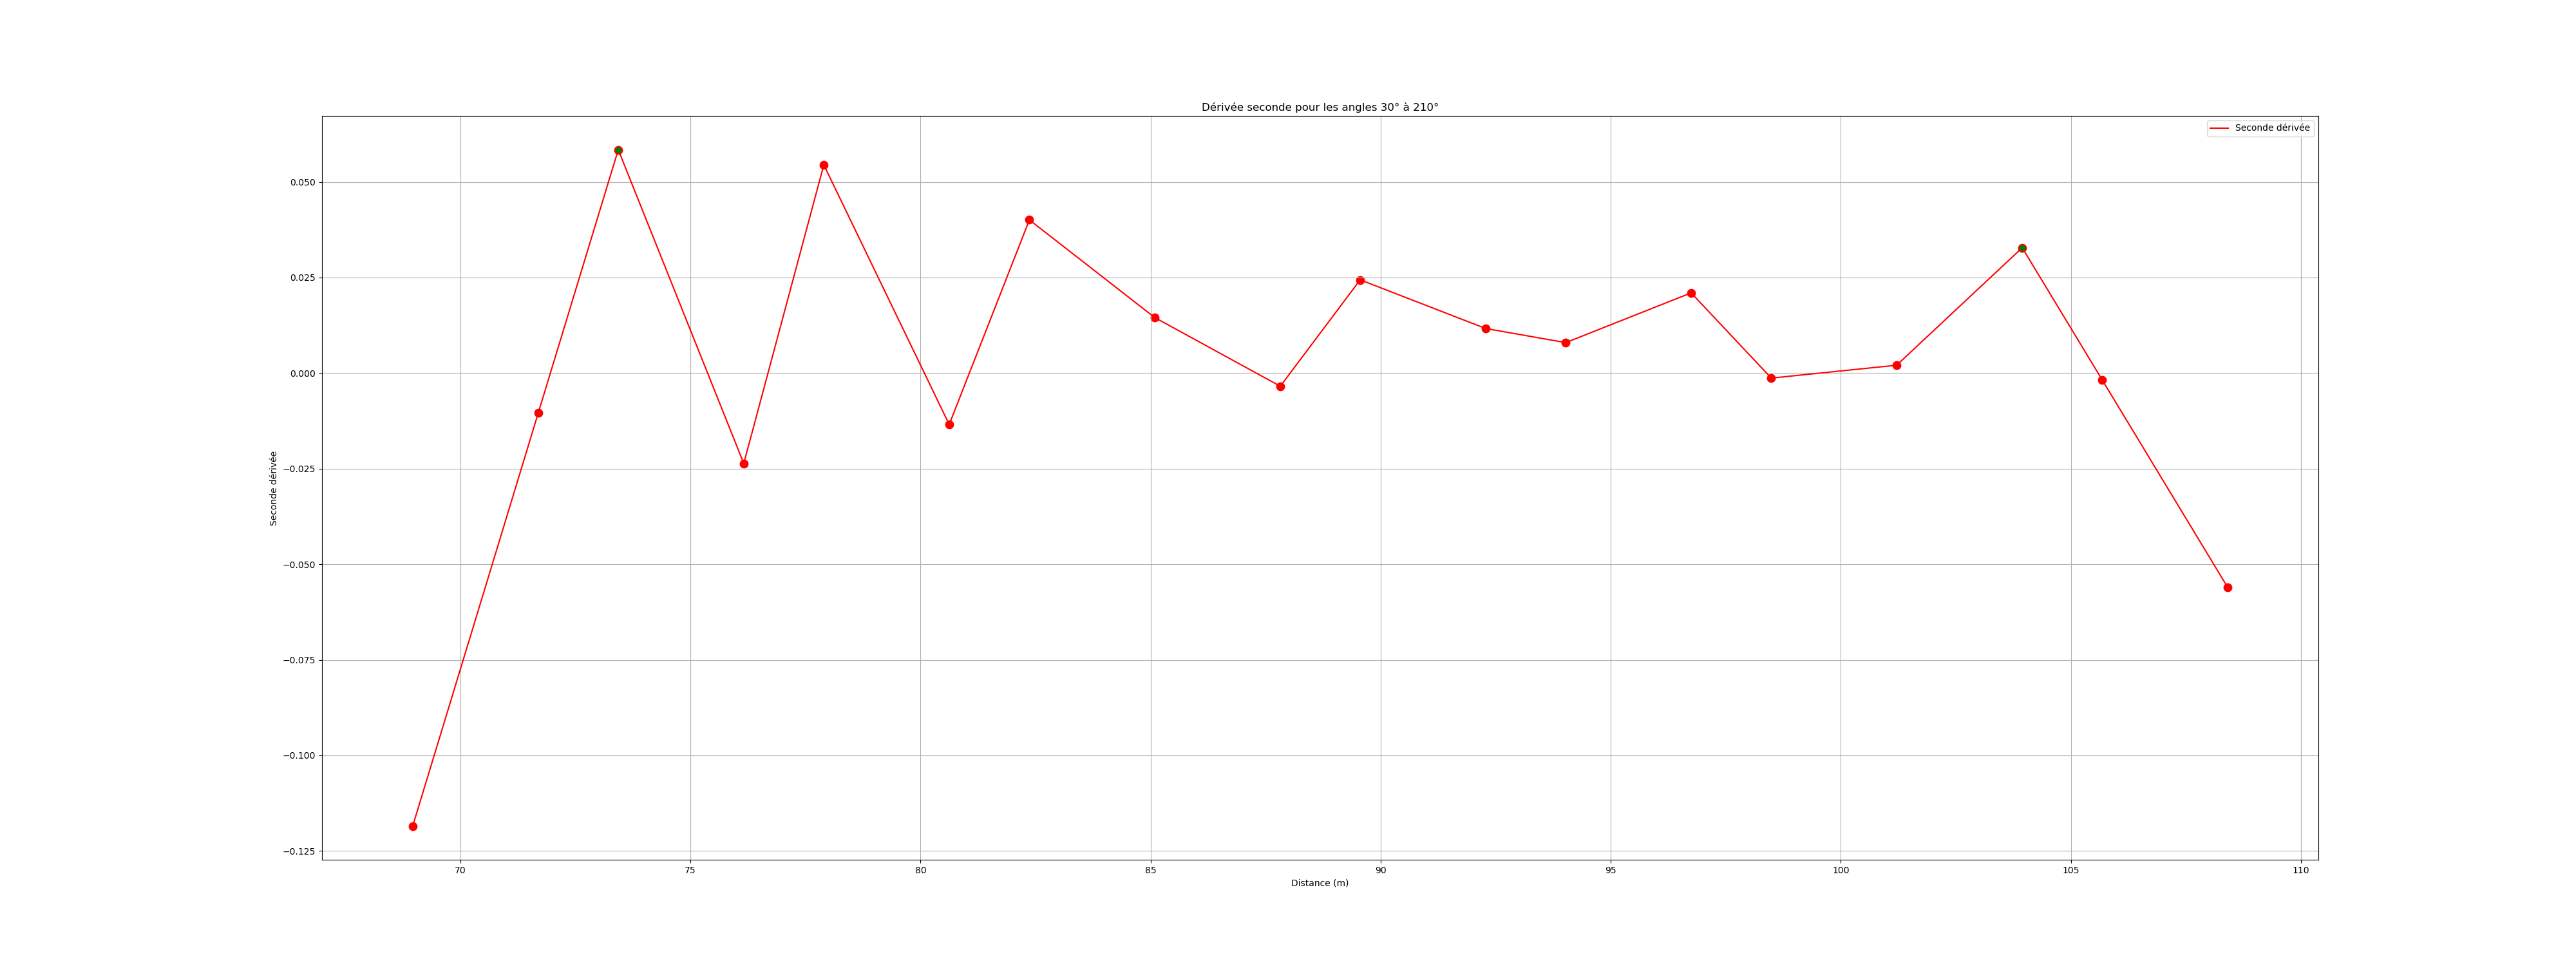 Dérivée seconde pour les angles 30° à 210°
Seconde dérivée
0.050
0.025
0.000
−0.025
−0.050
−0.075
−0.100
−0.125
Seconde dérivée
70 75 80 85 90 95 100 105 110
Distance (m)